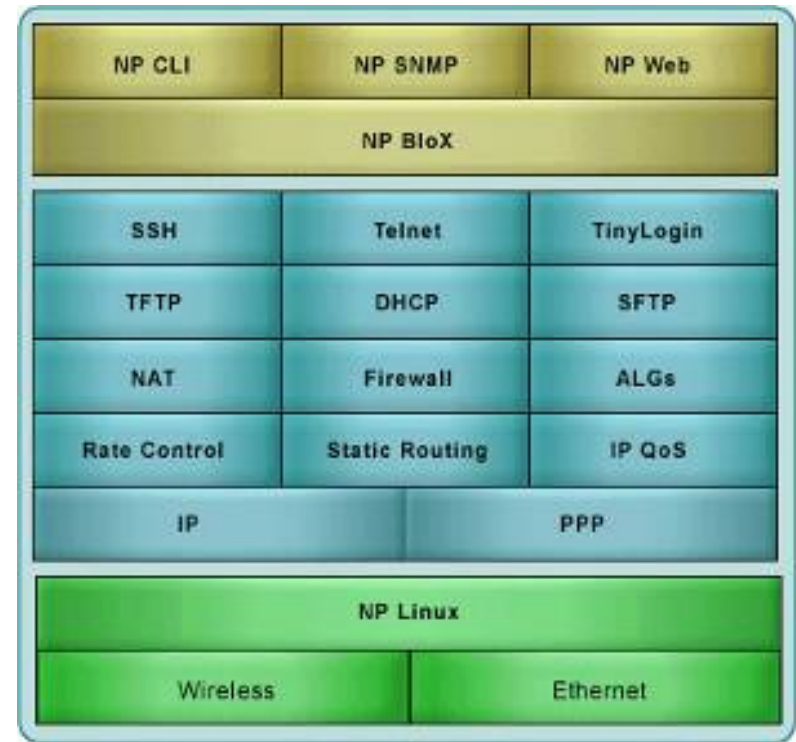 NP CLI NP SNMP NP Web
NP BloX
SSH Telnet TinyLogin
TFTP DHCP SFTP
NAT Firewall ALGs
Rate Control Static Routing IP QoS
IP PPP
NP Linux
Wireless Ethernet